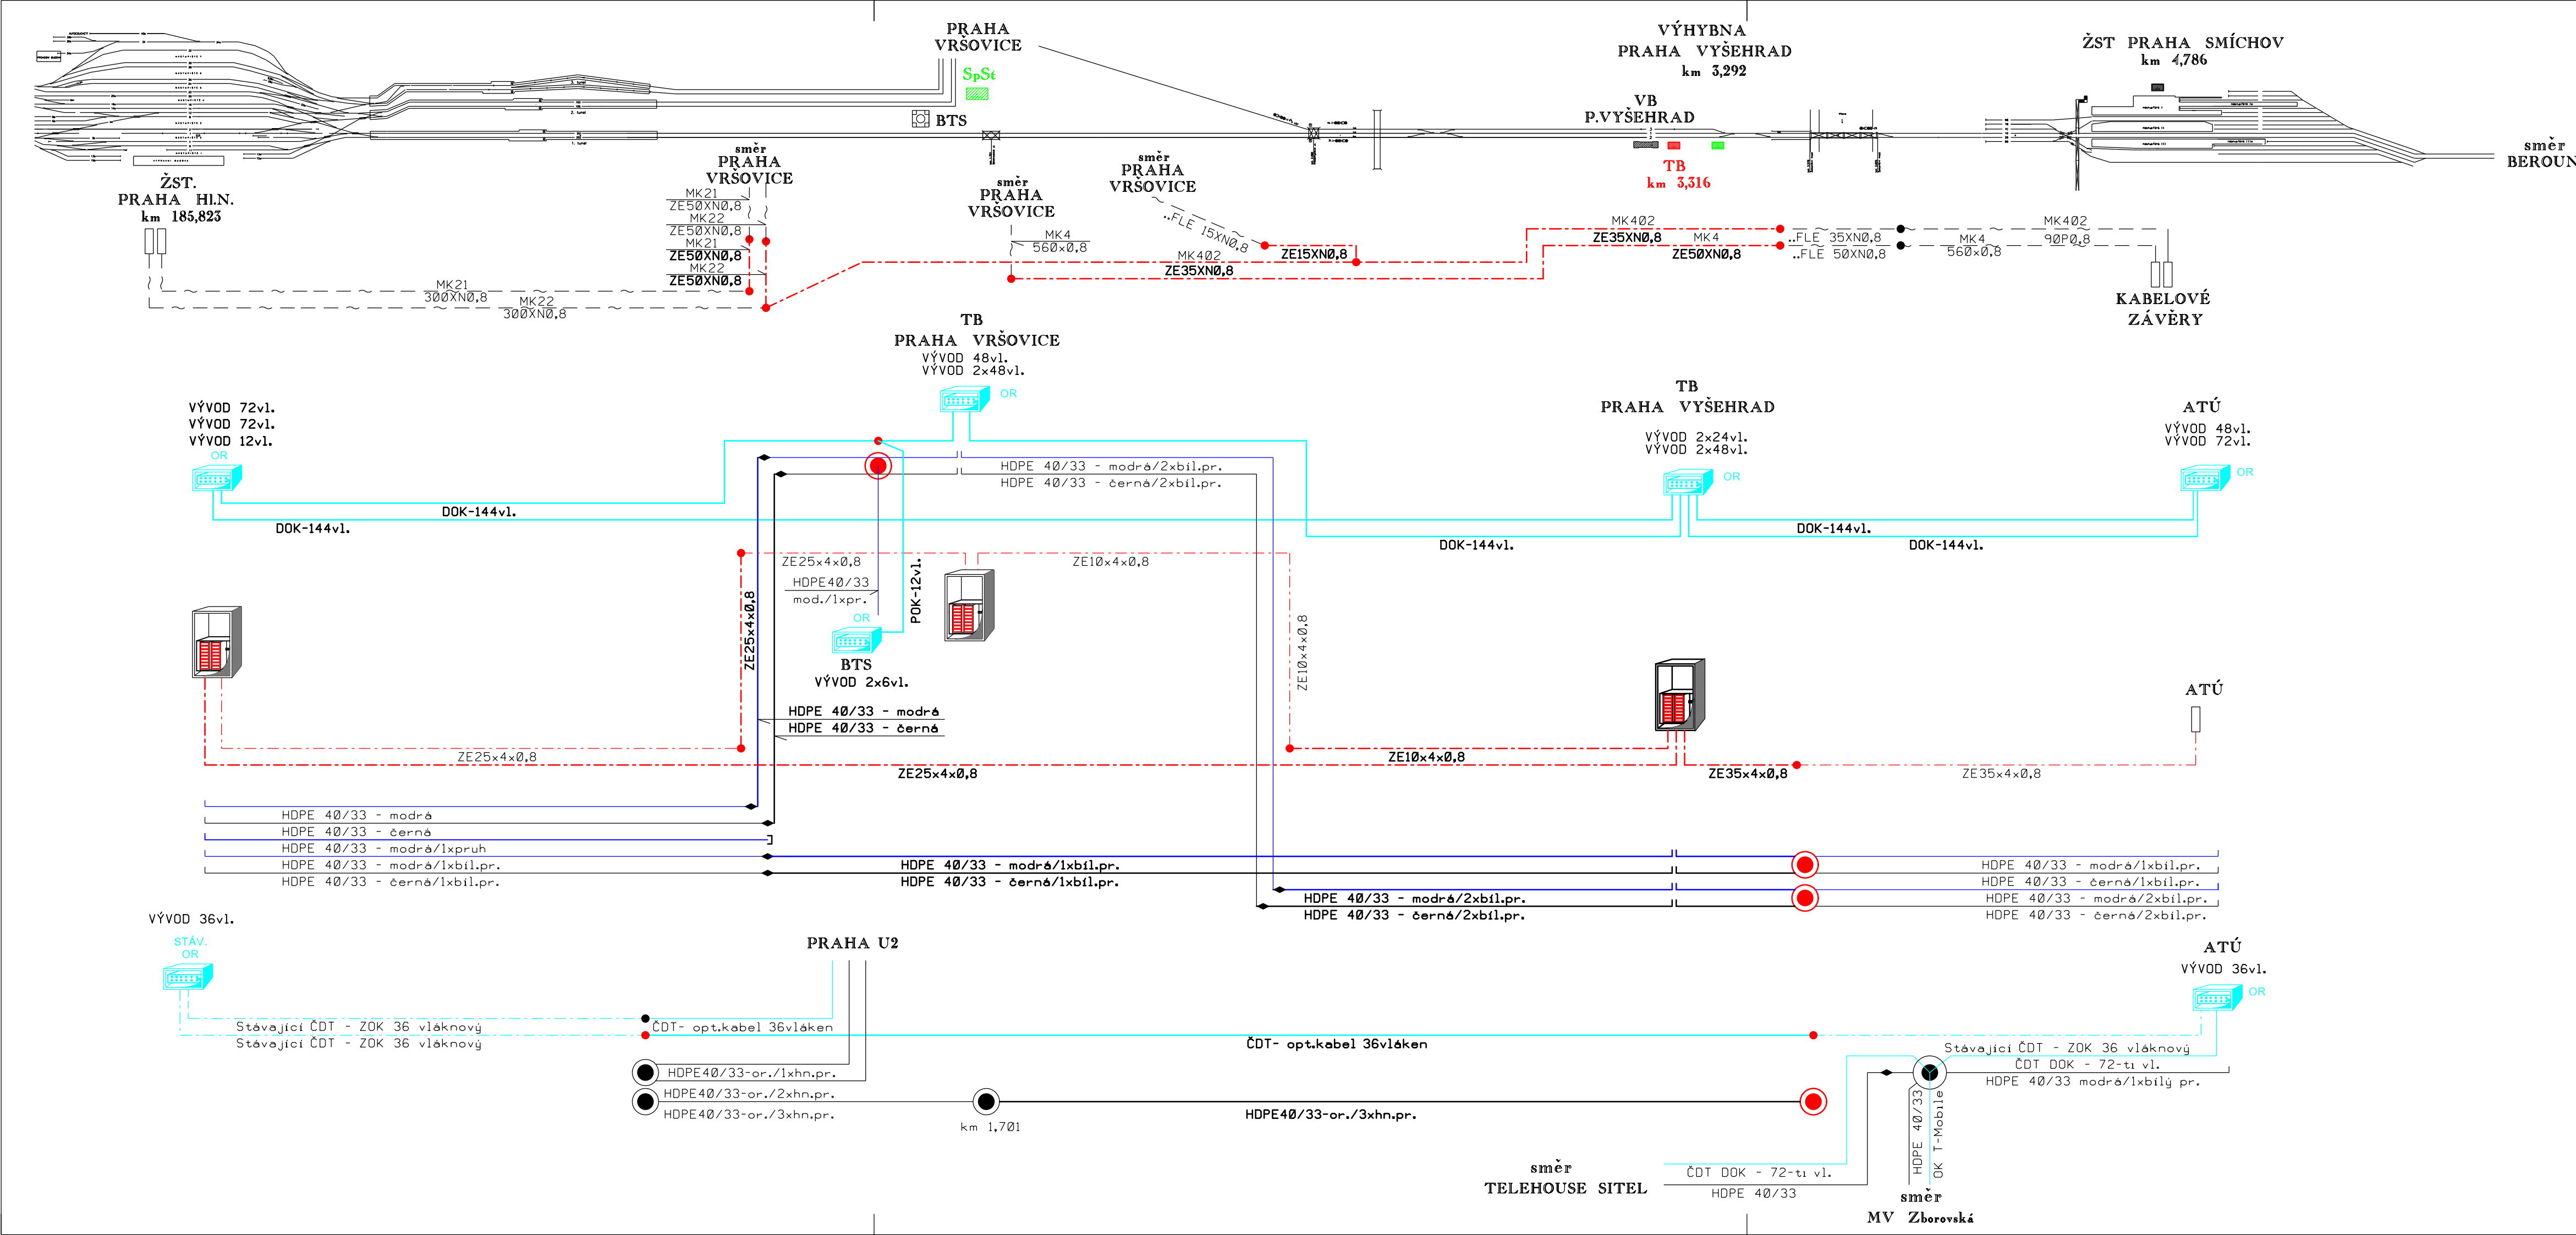 PRAHA
VRŠOVICE
SpSt
BTS
VÝHYBNA
PRAHA VYŠEHRAD
km 3,292
ŽST PRAHA SMÍCHOV
km 4,786
VB
P.VYŠEHRAD
TB
km 3,316
směr
BEROUN
3. tunel
2. tunel
1. tunel
ŽST.
PRAHA Hl.N.
km 185,823
směr
PRAHA
VRŠOVICE
směr
PRAHA
VRŠOVICE
směr
PRAHA
VRŠOVICE
MK21
ZE50XN0,8
MK22
ZE50XN0,8
MK21
ZE50XN0,8
MK22
ZE50XN0,8
MK21
300XN0,8
MK22
300XN0,8
MK4
560x0,8
..FLE 15XN0,8
ZE15XN0,8
MK402
ZE35XN0,8
MK402
ZE35XN0,8
MK4
ZE50XN0,8
..FLE 35XN0,8
..FLE 50XN0,8
MK402
90P0,8
MK4
560x0,8
KABELOVÉ
ZÁVĚRY
TB
PRAHA VRŠOVICE
VÝVOD 48vl.
VÝVOD 2x48vl.
OR
VÝVOD 72vl.
VÝVOD 72vl.
VÝVOD 12vl.
OR
TB
PRAHA VYŠEHRAD
VÝVOD 2x24vl.
VÝVOD 2x48vl.
OR
ATÚ
VÝVOD 48vl.
VÝVOD 72vl.
OR
HDPE 40/33 - modrá/2xbíl.pr.
HDPE 40/33 - černá/2xbíl.pr.
DOK-144vl.
DOK-144vl.
DOK-144vl.
DOK-144vl.
DOK-144vl.
ZE25x4x0,8
ZE10x4x0,8
HDPE40/33
mod./1xpr.
POK-12vl.
ZE25x4x0,8
ZE10x4x0,8
OR
BTS
VÝVOD 2x6vl.
HDPE 40/33 - modrá
HDPE 40/33 - černá
ATÚ
ZE25x4x0,8
ZE25x4x0,8
ZE10x4x0,8
ZE35x4x0,8
ZE35x4x0,8
HDPE 40/33 - modrá
HDPE 40/33 - černá
HDPE 40/33 - modrá/1xpruh
HDPE 40/33 - modrá/1xbíl.pr.
HDPE 40/33 - černá/1xbíl.pr.
HDPE 40/33 - modrá/1xbíl.pr.
HDPE 40/33 - černá/1xbíl.pr.
HDPE 40/33 - modrá/2xbíl.pr.
HDPE 40/33 - černá/2xbíl.pr.
HDPE 40/33 - modrá/1xbíl.pr.
HDPE 40/33 - černá/1xbíl.pr.
HDPE 40/33 - modrá/2xbíl.pr.
HDPE 40/33 - černá/2xbíl.pr.
VÝVOD 36vl.
STÁV.
OR
PRAHA U2
ATÚ
VÝVOD 36vl.
OR
Stávající ČDT - ZOK 36 vláknový
Stávající ČDT - ZOK 36 vláknový
ČDT- opt.kabel 36vláken
ČDT- opt.kabel 36vláken
Stávající ČDT - ZOK 36 vláknový
ČDT DOK - 72-ti vl.
HDPE 40/33 modrá/1xbílý pr.
HDPE40/33-or./1xhn.pr.
HDPE40/33-or./2xhn.pr.
HDPE40/33-or./3xhn.pr.
km 1,701
HDPE40/33-or./3xhn.pr.
HDPE 40/33
OK T-Mobile
směr
TELEHOUSE SITEL
ČDT DOK - 72-ti vl.
HDPE 40/33
směr
MV Zborovská